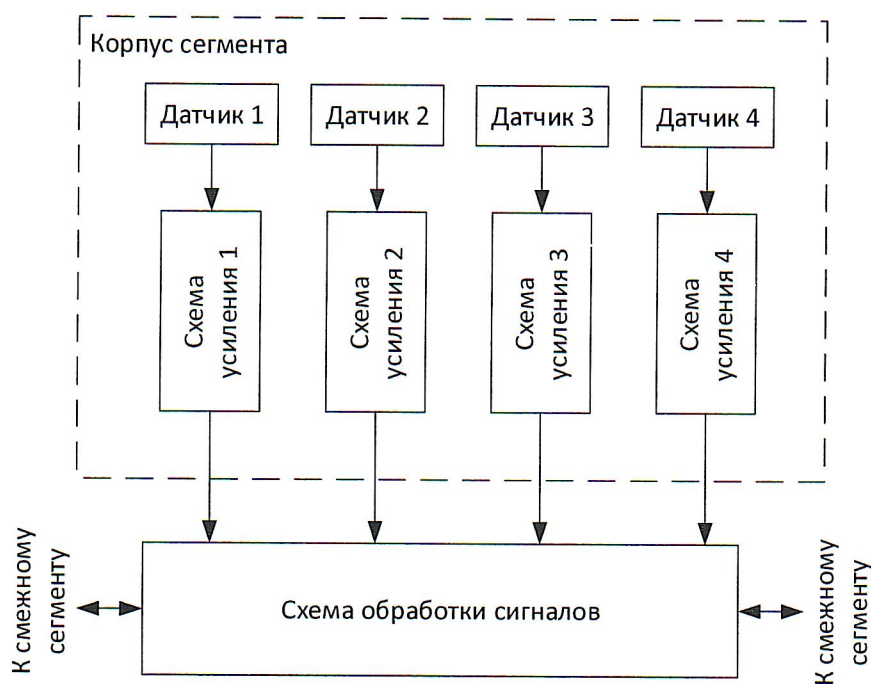 Корпус сегмента
Датчик 1
Датчик 2
Датчик 3
Датчик 4
Схема
усиления 1
Схема
усиления 2
Схема
усиления 3
Схема
усиления 4
К смежному
сегменту
Схема обработки сигналов
К смежному
сегменту